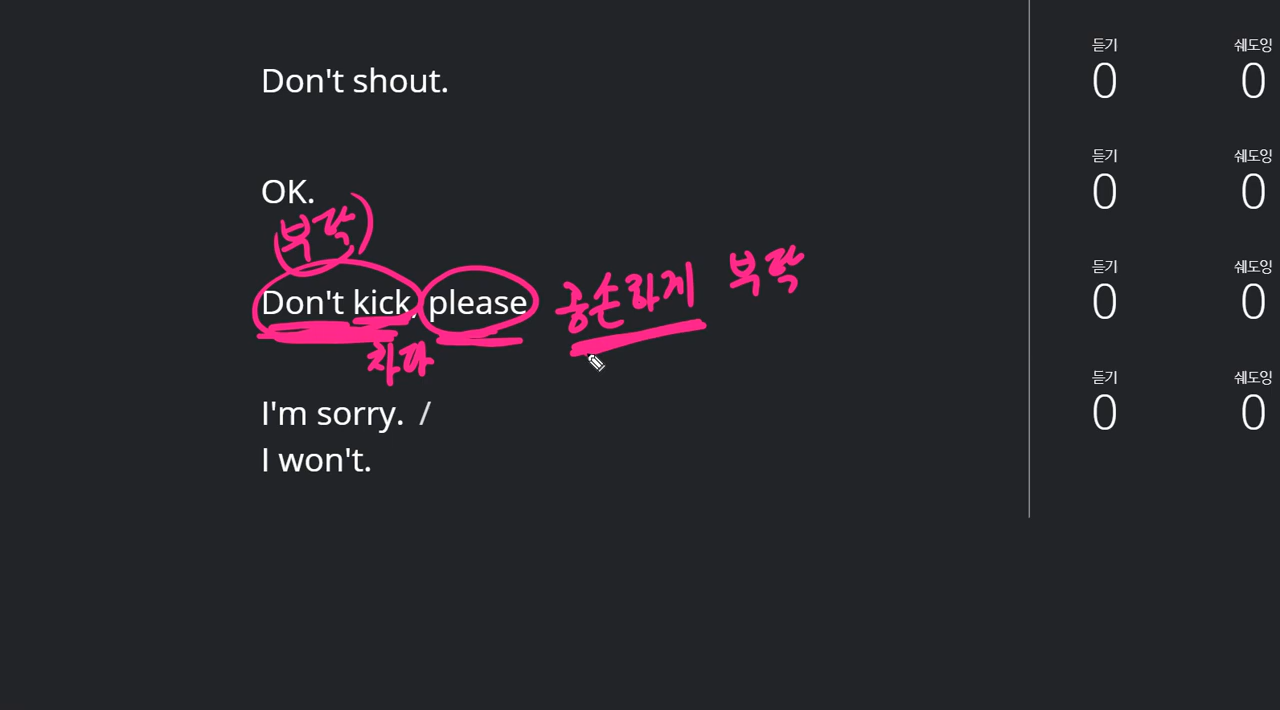 듣기 쉐도잉
Don't shout. 0 0
듣기 쉐도잉
OK. 0 0
(부탁)
듣기 쉐도잉
Don't kick, please 공손하게 부탁 0 0
차다
듣기 쉐도잉
I'm sorry. / 0 0
I won't.